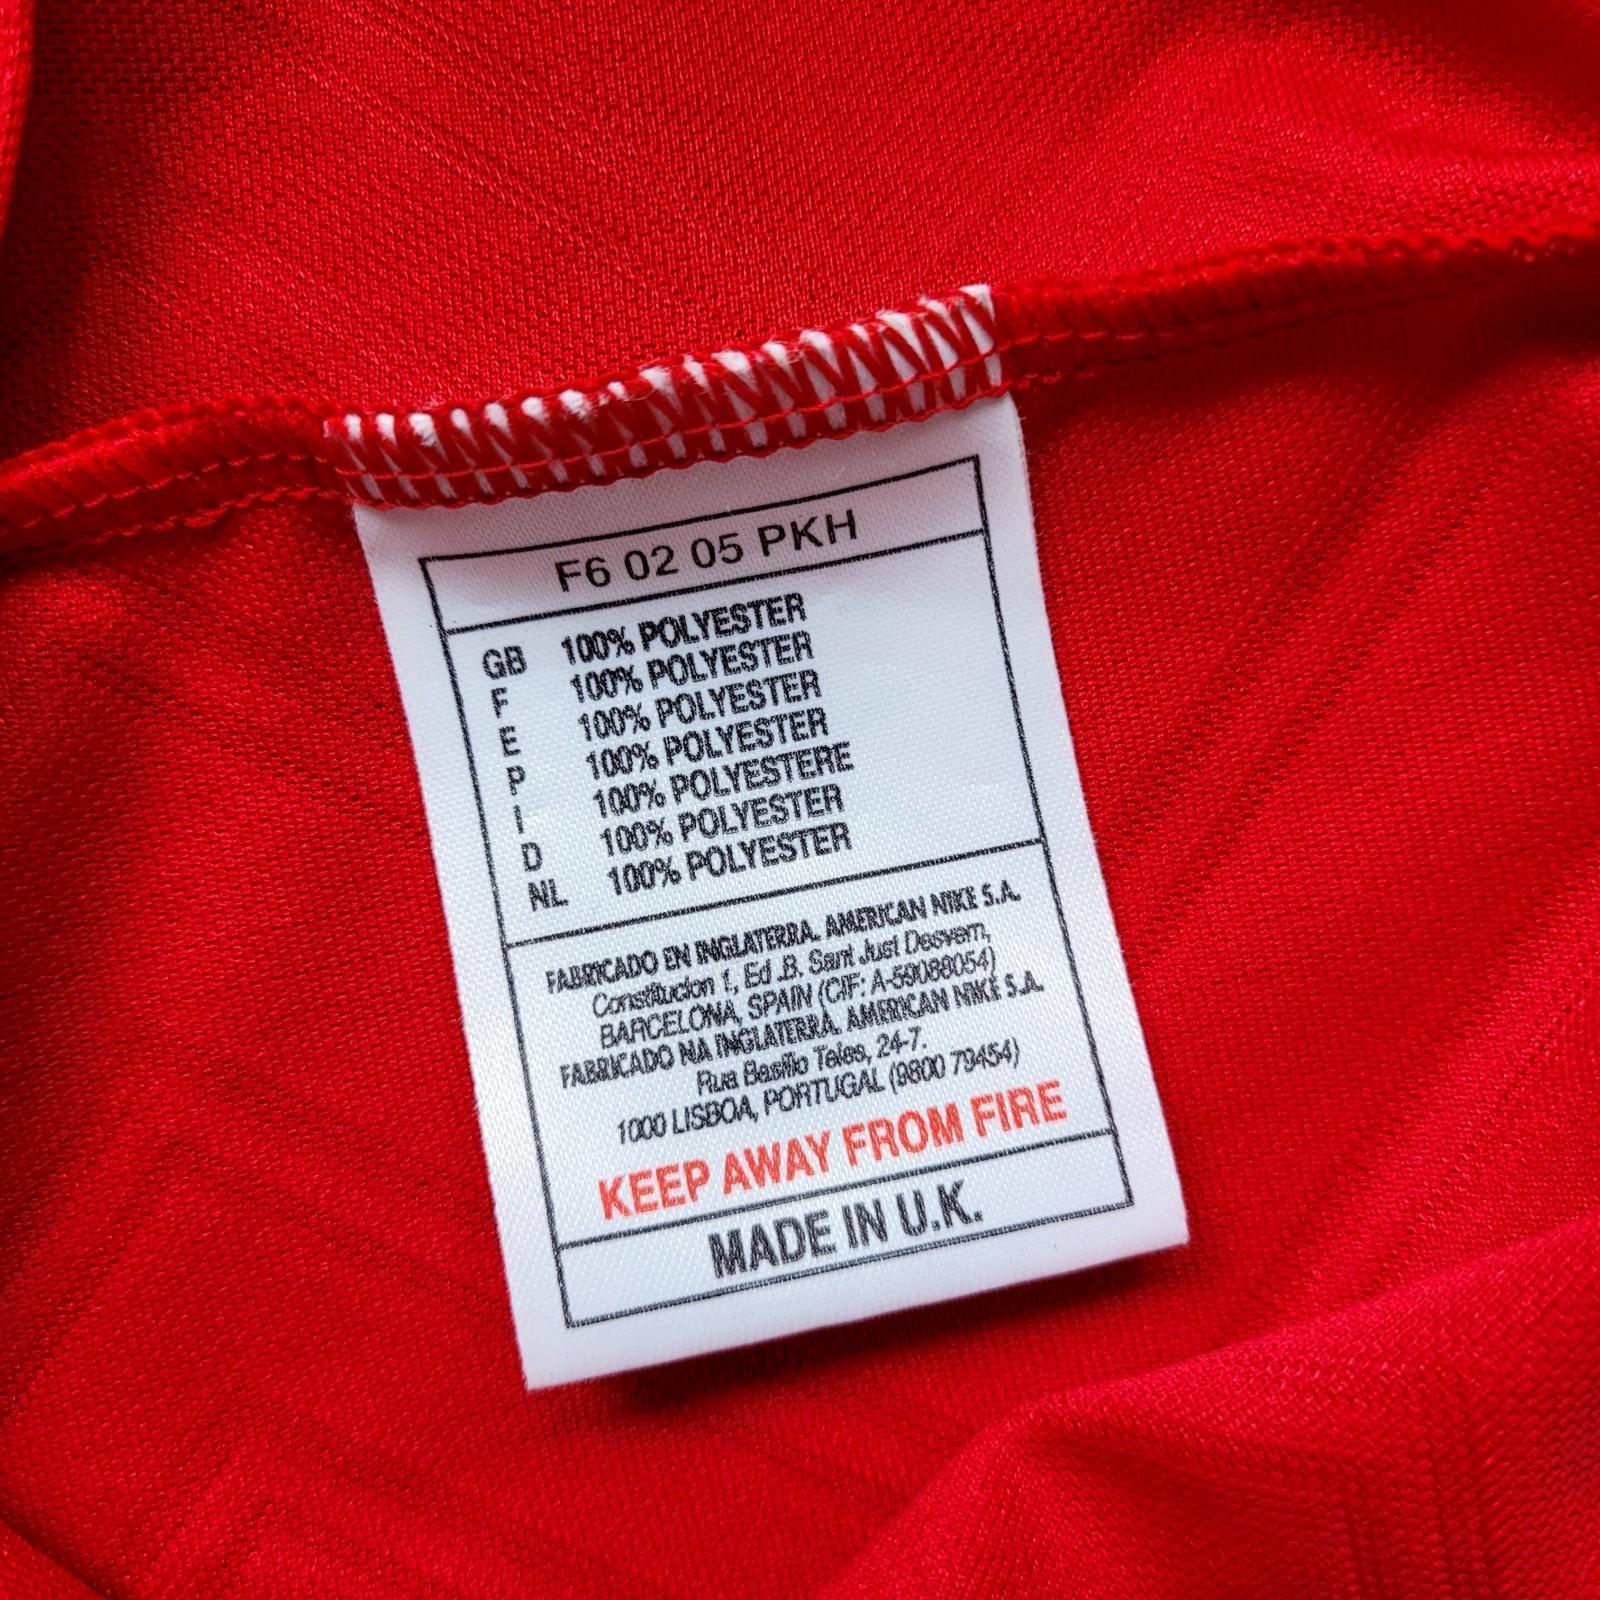 F6 02 05 PKH
GB 100% POLYESTER
F 100% POLYESTER
E 100% POLYESTER
P 100% POLYESTER
I 100% POLYESTERE
D 100% POLYESTER
NL 100% POLYESTER
FABRICADO EN INGLATERRA. AMERICAN NIKE S.A.
Constitucion 1, Ed .B. Sant Just Desvern,
BARCELONA, SPAIN (CIF: A-59088054)
FABRICADO NA INGLATERRA. AMERICAN NIKE S.A.
Rua Basilio Teles, 24-7.
1000 LISBOA, PORTUGAL (9800 79454)
KEEP AWAY FROM FIRE
MADE IN U.K.